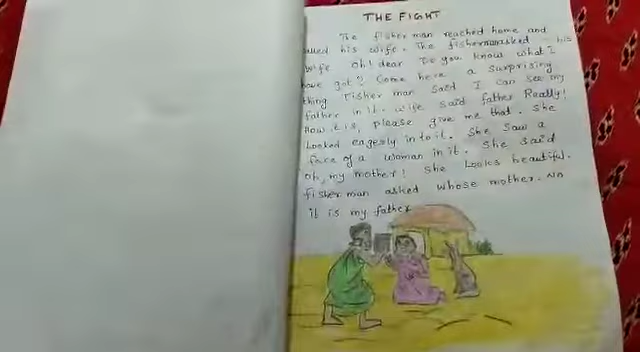 THE FIGHT
The fisher man reached home and
called his wife. The fisherman asked his
wife oh! dear Do you know what I
have got? Come here a surprising
thing Fisher man said I can see my
father in it. wife said father Really!
How it is, please give me that. She
Looked eagesly in to it. She saw a
face of a woman in it. She said
oh, my mother! She Looks beautiful.
fisher man asked whose mother. No
it is my father